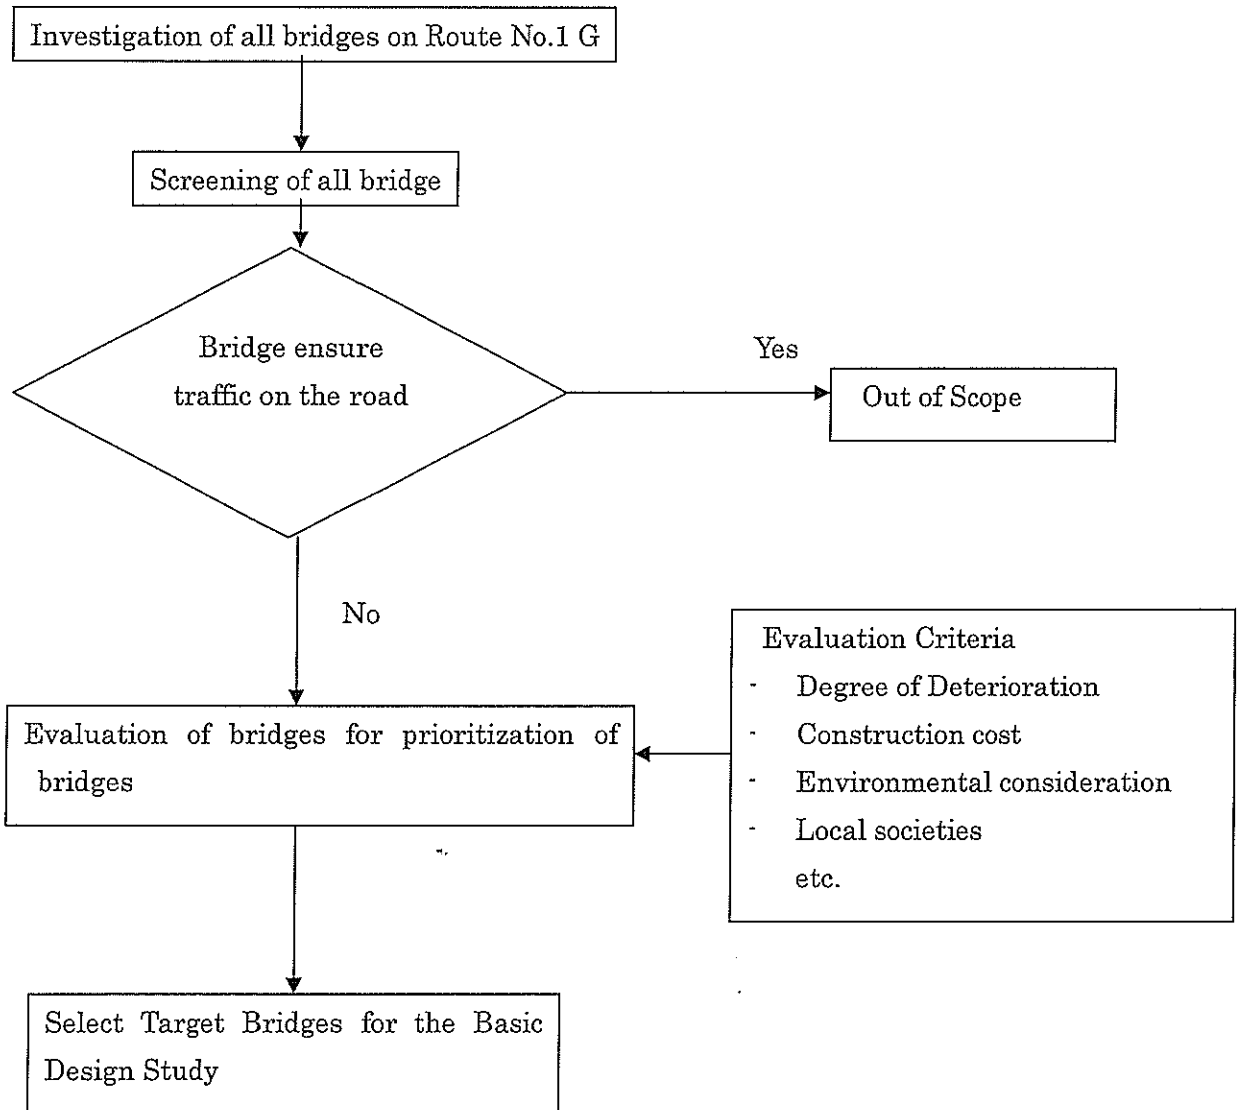 Investigation of all bridges on Route No.1 G
Screening of all bridge
Bridge ensure
traffic on the road
Yes
Out of Scope
No
Evaluation Criteria
- Degree of Deterioration
- Construction cost
- Environmental consideration
- Local societies
etc.
Evaluation of bridges for prioritization of
bridges
Select Target Bridges for the Basic
Design Study